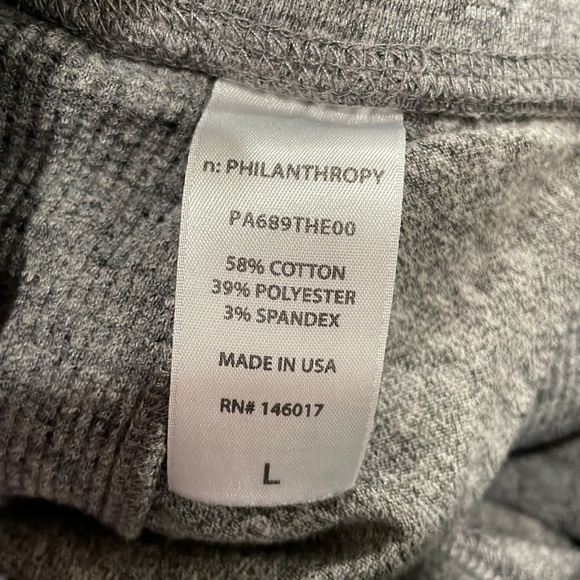 n: PHILANTHROPY
PA689THE00
58% COTTON
39% POLYESTER
3% SPANDEX
MADE IN USA
RN# 146017
L